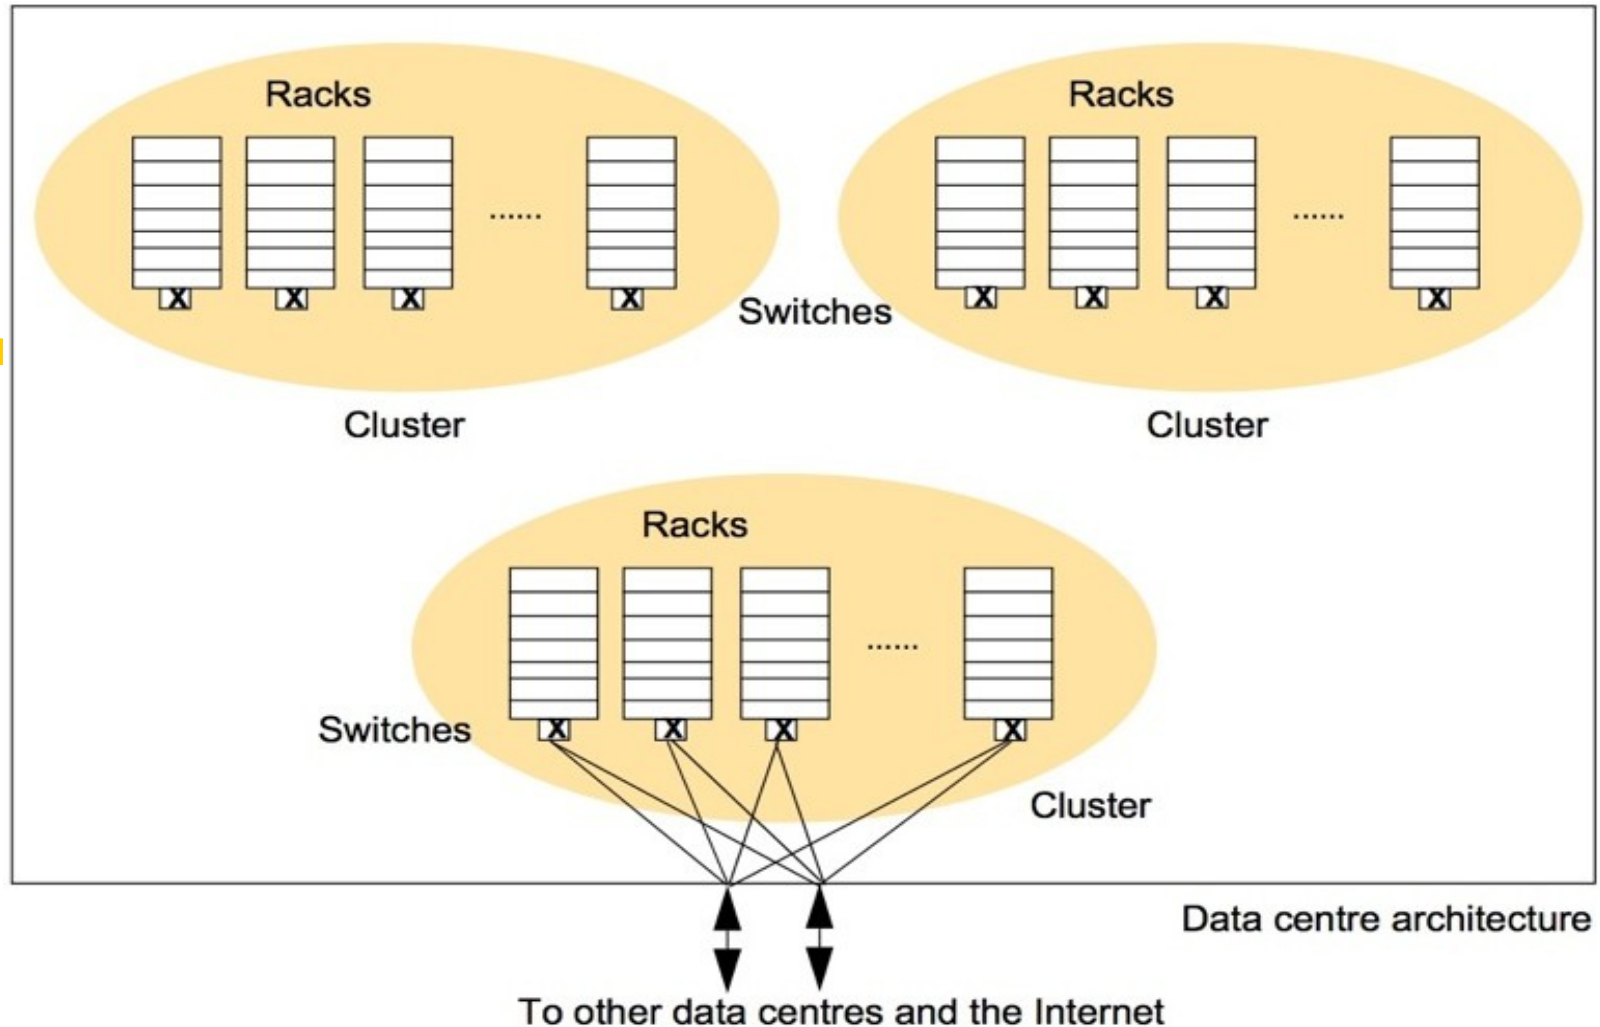 Racks
Racks
......
......
X X X X
X X X X
Switches
Cluster
Cluster
Racks
......
Switches
X X X X
Cluster
Data centre architecture
To other data centres and the Internet